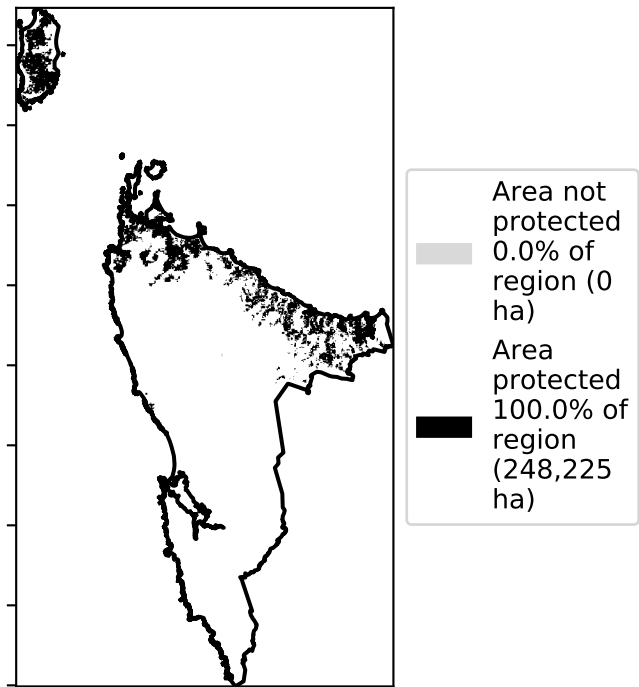 Area not
protected
0.0% of
region (0
ha)
Area
protected
100.0% of
region
(248,225
ha)